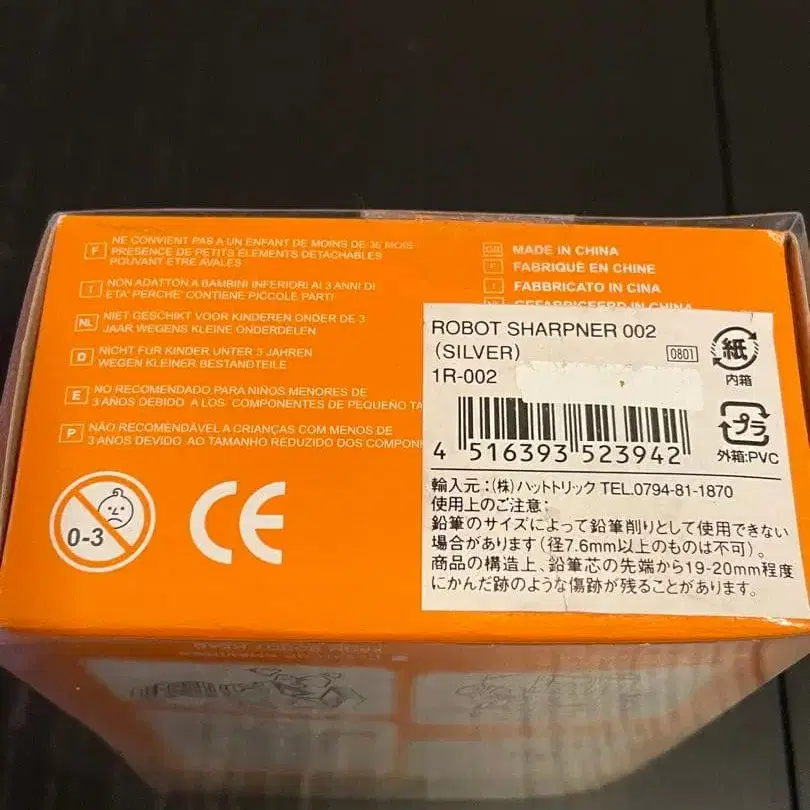 F NE CONVIENT PAS A UN ENFANT DE MOINS DE 36 MOIS
PRESENCE DE PETITS ELEMENTS DETACHABLES
POUVANT ETRE AVALES
I NON ADATTON A BAMBINI INFERIORI AI 3 ANNI DI
ETA' PERCHE' CONTIENE PICCOLE PARTI
NL NIET GESCHIKT VOOR KINDEREN ONDER DE 3
JAAR WEGENS KLEINE ONDERDELEN
D NICHT FÜR KINDER UNTER 3 JAHREN
WEGEN KLEINER BESTANDTEILE
E NO RECOMENDADO PARA NIÑOS MENORES DE
3 AÑOS DEBIDO A LOS COMPONENTES DE PEQUEÑO TA
P NÃO RECOMENDÁVEL A CRIANÇAS COM MENOS DE
3 ANOS DEVIDO AO TAMANHO REDUZIDO DOS COMPON
0-3
CE
GB MADE IN CHINA
F FABRIQUÈ EN CHINE
I FABBRICATO IN CINA
NL GEFABRICEERD IN CHINA
ROBOT SHARPNER 002
(SILVER) 0801
1R-002
4 516393 523942
紙
内箱
プラ
外箱:PVC
輸入元:(株)ハットトリック TEL.0794-81-1870
使用上のご注意:
鉛筆のサイズによって鉛筆削りとして使用できない
場合があります(径7.6mm以上のものは不可)。
商品の構造上、鉛筆芯の先端から19-20mm程度
にかんだ跡のような傷跡が残ることがあります。